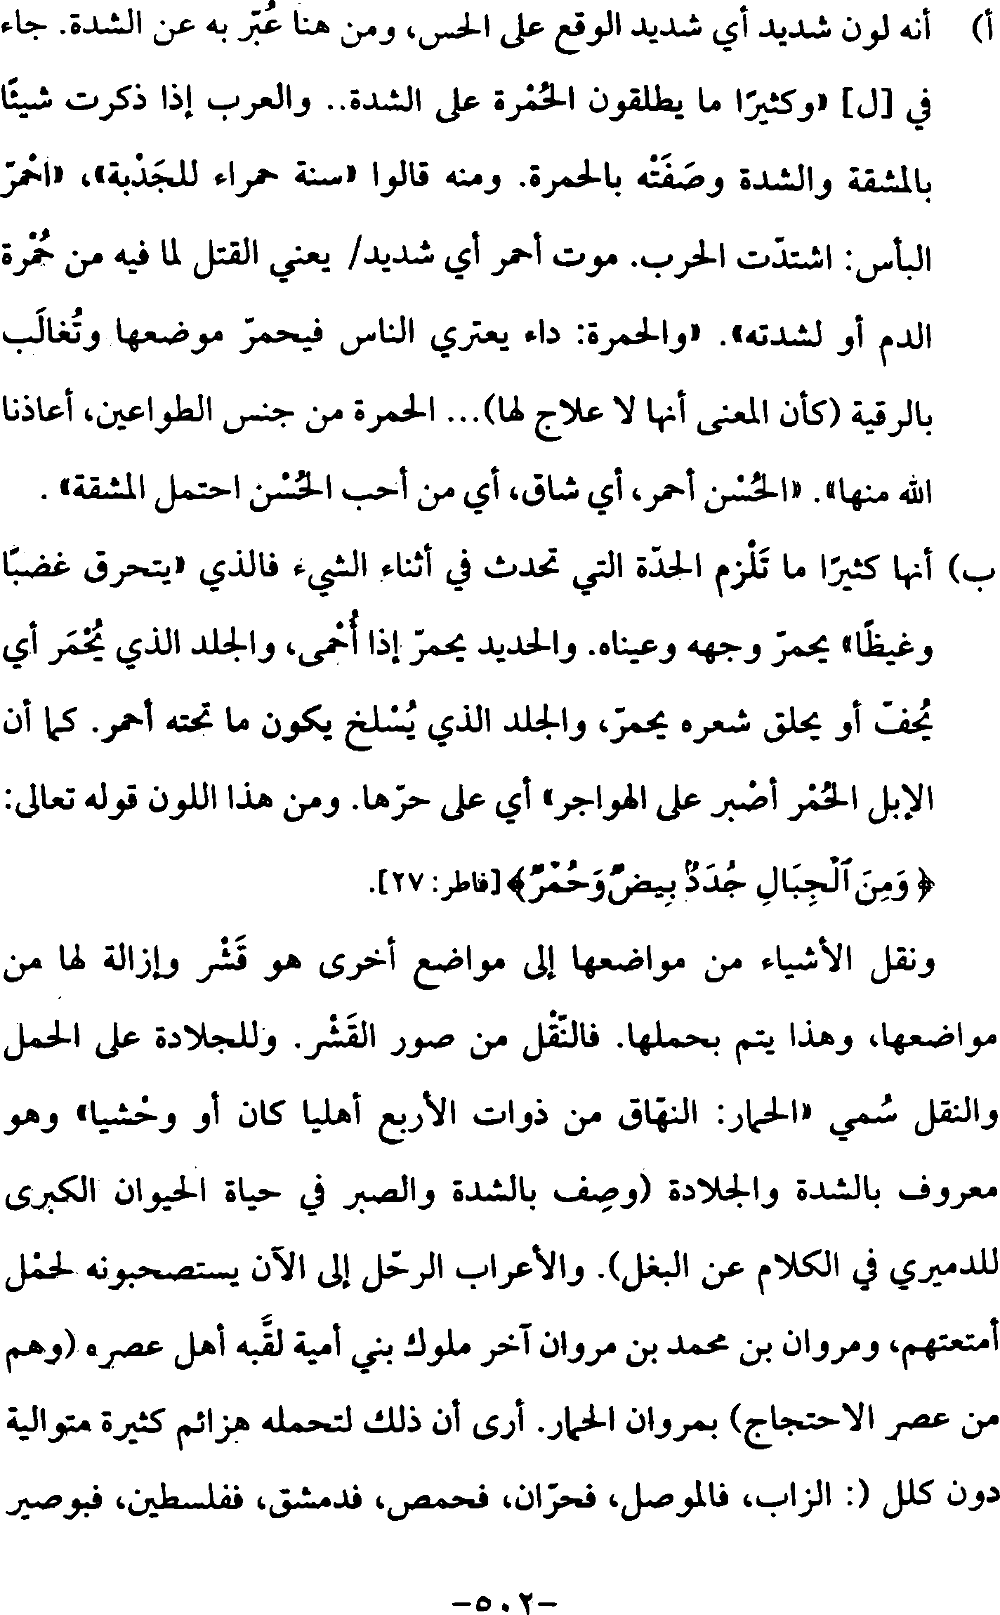 أ) أنه لون شديد أي شديد الوقع على الحس، ومن هنا عُبّر به عن الشدة. جاء
في [ل] «وكثيرًا ما يطلقون الحُمْرة على الشدة.. والعرب إذا ذكرت شيئًا
بالمشقة والشدة وصَفَتْه بالحمرة. ومنه قالوا «سنة حمراء للجَدْبة»، «احْمرّ
البأس: اشتدّت الحرب. موت أحمر أي شديد/ يعني القتل لما فيه من حُمْرة
الدم أو لشدته». «والحمرة: داء يعتري الناس فيحمرّ موضعها وتُغالَب
بالرقية (كأن المعنى أنها لا علاج لها)... الحمرة من جنس الطواعين، أعاذنا
الله منها». «الحُسْن أحمر، أي شاق، أي من أحب الحُسْن احتمل المشقة» .
ب) أنها كثيرًا ما تَلْزم الحدّة التي تحدث في أثناء الشيء فالذي «يتحرق غضبًا
وغيظًا» يحمرّ وجهه وعيناه. والحديد يحمرّ إذا أُحْمى، والجلد الذي يُحْمَر أي
يُحفّ أو يحلق شعره يحمرّ، والجلد الذي يُسْلخ يكون ما تحته أحمر. كما أن
الإبل الحُمْر أصْبر على الهواجر» أي على حرّها. ومن هذا اللون قوله تعالى:
﴿وَمِنَ ٱلْجِبَالِ جُدَدٌۢ بِيضٌ وَحُمْرٌ﴾ [فاطر: ٢٧].
ونقل الأشياء من مواضعها إلى مواضع أخرى هو قَشْر وإزالة لها من
مواضعها، وهذا يتم بحملها. فالنّقْل من صور القَشْر. وللجلادة على الحمل
والنقل سُمي «الحمار: النهّاق من ذوات الأربع أهليا كان أو وحْشيا» وهو
معروف بالشدة والجلادة (وصِف بالشدة والصبر في حياة الحيوان الكبرى
للدميري في الكلام عن البغل). والأعراب الرحّل إلى الآن يستصحبونه لحمْل
أمتعتهم، ومروان بن محمد بن مروان آخر ملوك بني أمية لقَّبه أهل عصره (وهم
من عصر الاحتجاج) بمروان الحمار. أرى أن ذلك لتحمله هزائم كثيرة متوالية
دون كلل (: الزاب، فالموصل، فحرّان، فحمص، فدمشق، ففلسطين، فبوصير
-٥٠٢-